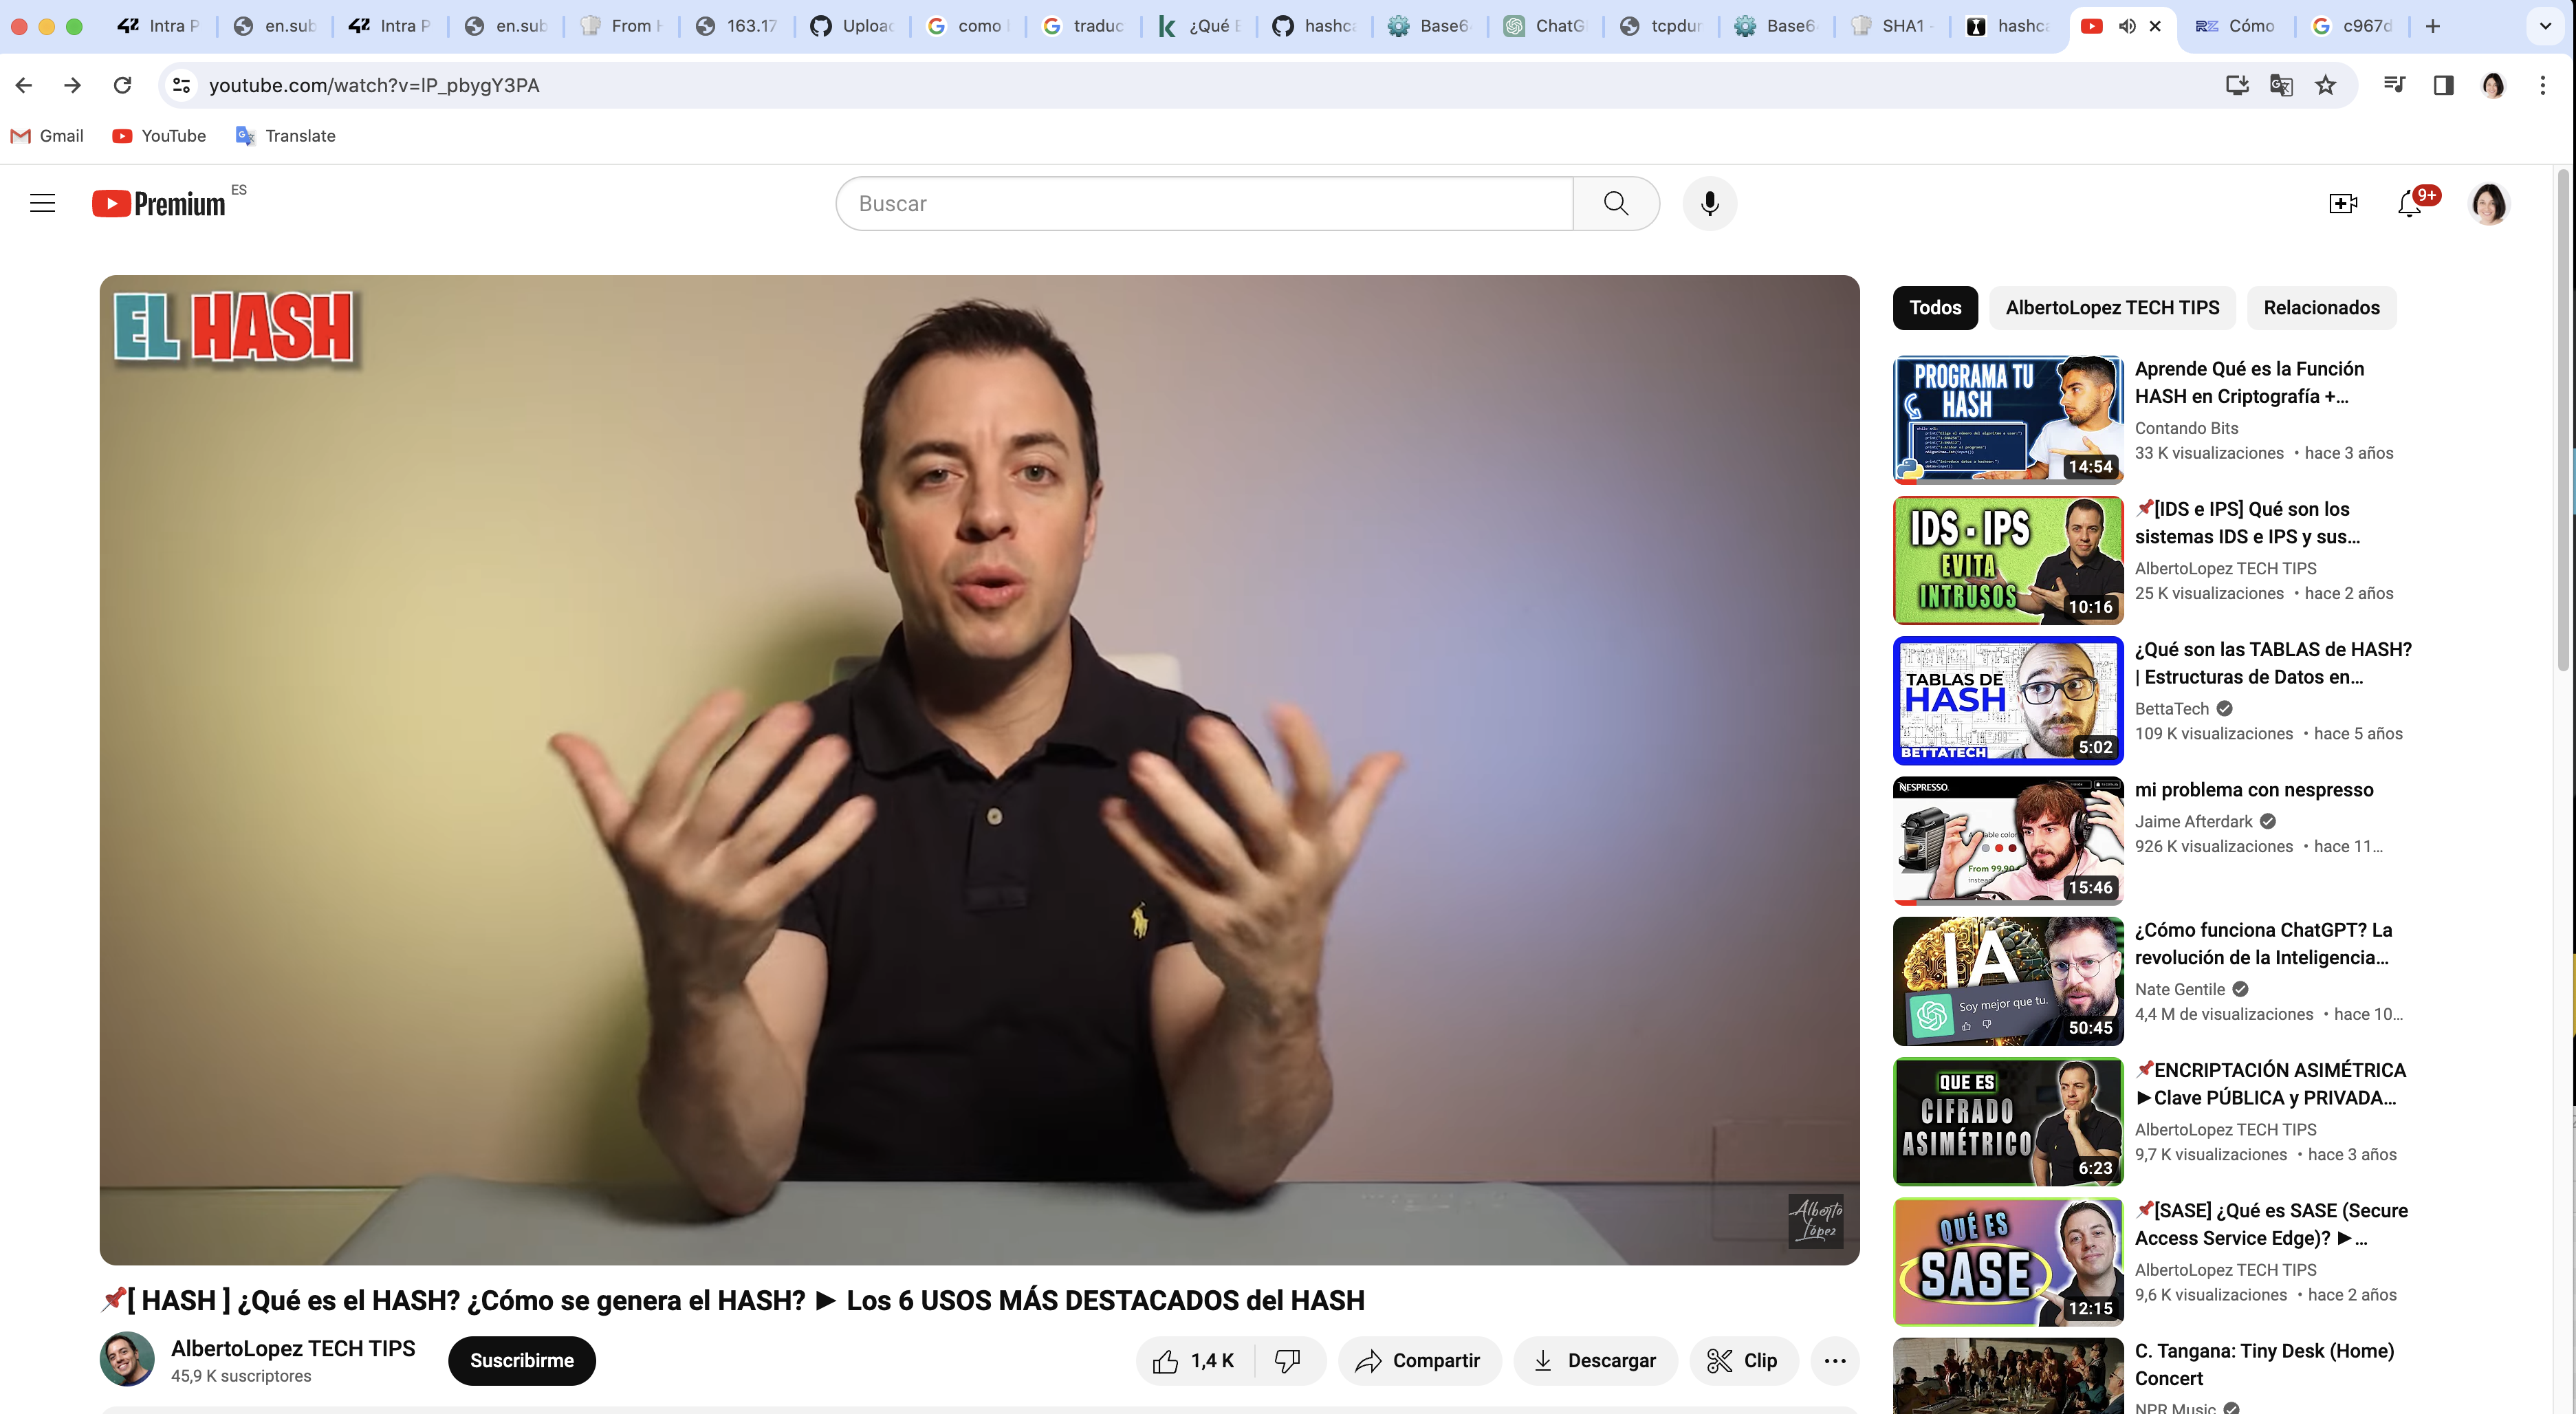 Intra P
en.sub
Intra P
en.sub
From H
163.17
Upload
como
traduc
¿Qué E
hashca
Base6
ChatG
tcpdur
Base6
SHA1
hashca
Cómo
c967d
youtube.com/watch?v=lP_pbygY3PA
Gmail
YouTube
Translate
Premium
ES
Buscar
9+
EL HASH
Alberto
López
📌[ HASH ] ¿Qué es el HASH? ¿Cómo se genera el HASH? ► Los 6 USOS MÁS DESTACADOS del HASH
AlbertoLopez TECH TIPS
45,9 K suscriptores
Suscribirme
1,4 K
Compartir
Descargar
Clip
Todos
AlbertoLopez TECH TIPS
Relacionados
PROGRAMA TU
HASH
14:54
Aprende Qué es la Función
HASH en Criptografía +...
Contando Bits
33 K visualizaciones • hace 3 años
IDS - IPS
EVITA
INTRUSOS
10:16
📌[IDS e IPS] Qué son los
sistemas IDS e IPS y sus...
AlbertoLopez TECH TIPS
25 K visualizaciones • hace 2 años
TABLAS DE
HASH
BETTATECH
5:02
¿Qué son las TABLAS de HASH?
| Estructuras de Datos en...
BettaTech
109 K visualizaciones • hace 5 años
NESPRESSO
From 99,90
instead
15:46
mi problema con nespresso
Jaime Afterdark
926 K visualizaciones • hace 11...
IA
Soy mejor que tu.
50:45
¿Cómo funciona ChatGPT? La
revolución de la Inteligencia...
Nate Gentile
4,4 M de visualizaciones • hace 10...
QUE ES
CIFRADO
ASIMÉTRICO
6:23
📌ENCRIPTACIÓN ASIMÉTRICA
►Clave PÚBLICA y PRIVADA...
AlbertoLopez TECH TIPS
9,7 K visualizaciones • hace 3 años
QUÉ ES
SASE
12:15
📌[SASE] ¿Qué es SASE (Secure
Access Service Edge)? ►...
AlbertoLopez TECH TIPS
9,6 K visualizaciones • hace 2 años
C. Tangana: Tiny Desk (Home)
Concert
NPR Music